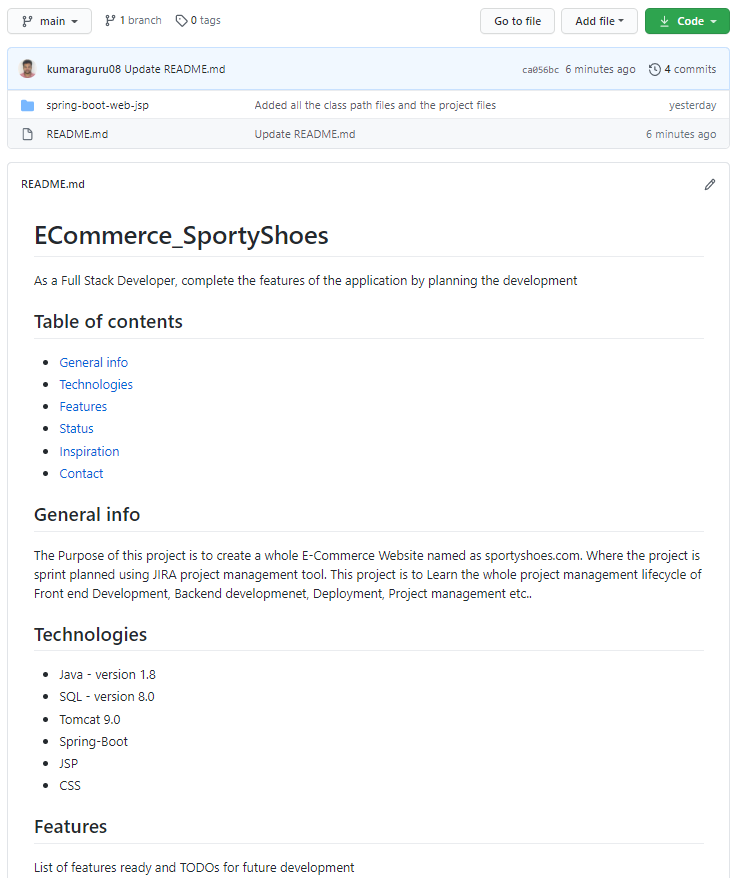 main
1 branch
0 tags
Go to file
Add file
Code
kumaraguru08 Update README.md
ca056bc 6 minutes ago
4 commits
spring-boot-web-jsp Added all the class path files and the project files yesterday
README.md Update README.md 6 minutes ago
README.md
ECommerce_SportyShoes
As a Full Stack Developer, complete the features of the application by planning the development
Table of contents
General info
Technologies
Features
Status
Inspiration
Contact
General info
The Purpose of this project is to create a whole E-Commerce Website named as sportyshoes.com. Where the project is
sprint planned using JIRA project management tool. This project is to Learn the whole project management lifecycle of
Front end Development, Backend developmenet, Deployment, Project management etc..
Technologies
Java - version 1.8
SQL - version 8.0
Tomcat 9.0
Spring-Boot
JSP
CSS
Features
List of features ready and TODOs for future development